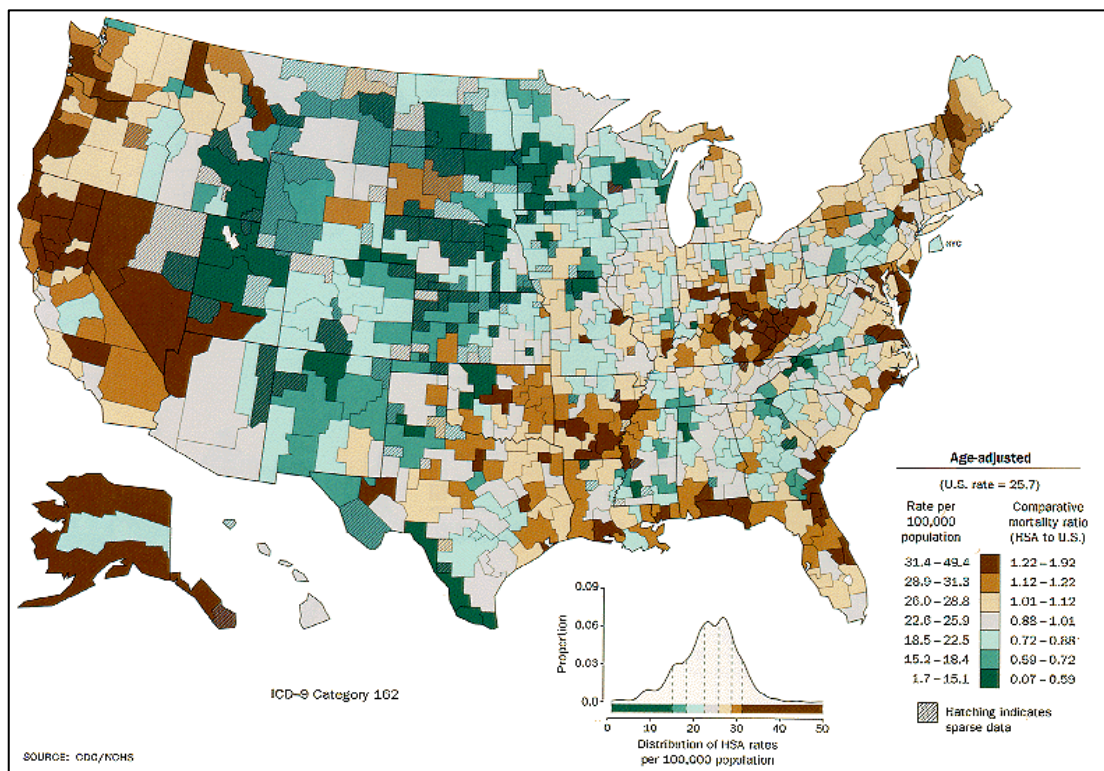 NYC
Age-adjusted
(U.S. rate = 25.7)
Rate per Comparative
100,000 mortality ratio
population (HSA to U.S.)
31.4 – 49.4 1.22 – 1.92
28.9 – 31.3 1.12 – 1.22
26.0 – 28.8 1.01 – 1.12
22.6 – 25.9 0.88 – 1.01
18.5 – 22.5 0.72 – 0.88
15.2 – 18.4 0.59 – 0.72
1.7 – 15.1 0.07 – 0.59
Hatching indicates
sparse data
0.09
0.06
0.03
0.0
Proportion
0 10 20 30 40 50
Distribution of HSA rates
per 100,000 population
ICD–9 Category 162
SOURCE: CDC/NCHS